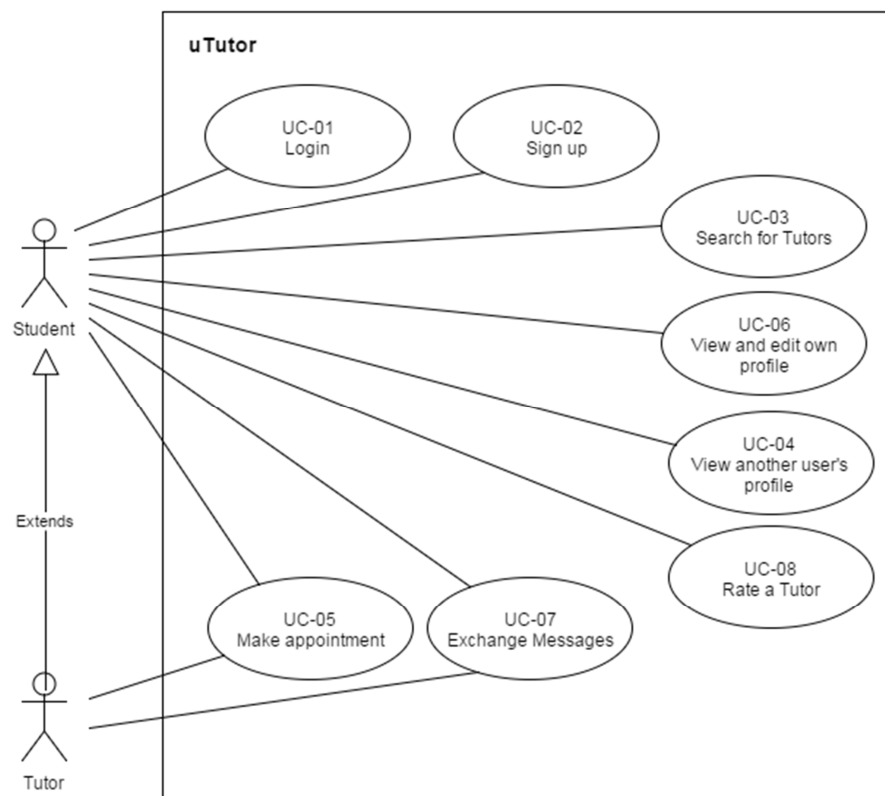 uTutor
UC-01
Login
UC-02
Sign up
UC-03
Search for Tutors
Student
UC-06
View and edit own
profile
UC-04
View another user's
profile
Extends
UC-08
Rate a Tutor
UC-05
Make appointment
UC-07
Exchange Messages
Tutor